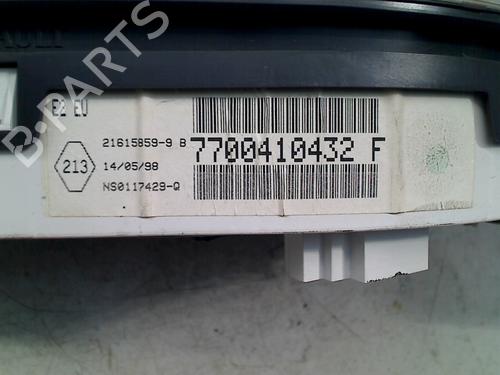 E2 EU
21615859-9 B
7700410432 F
213
14/05/98
NS0117429-Q
B-PARTS